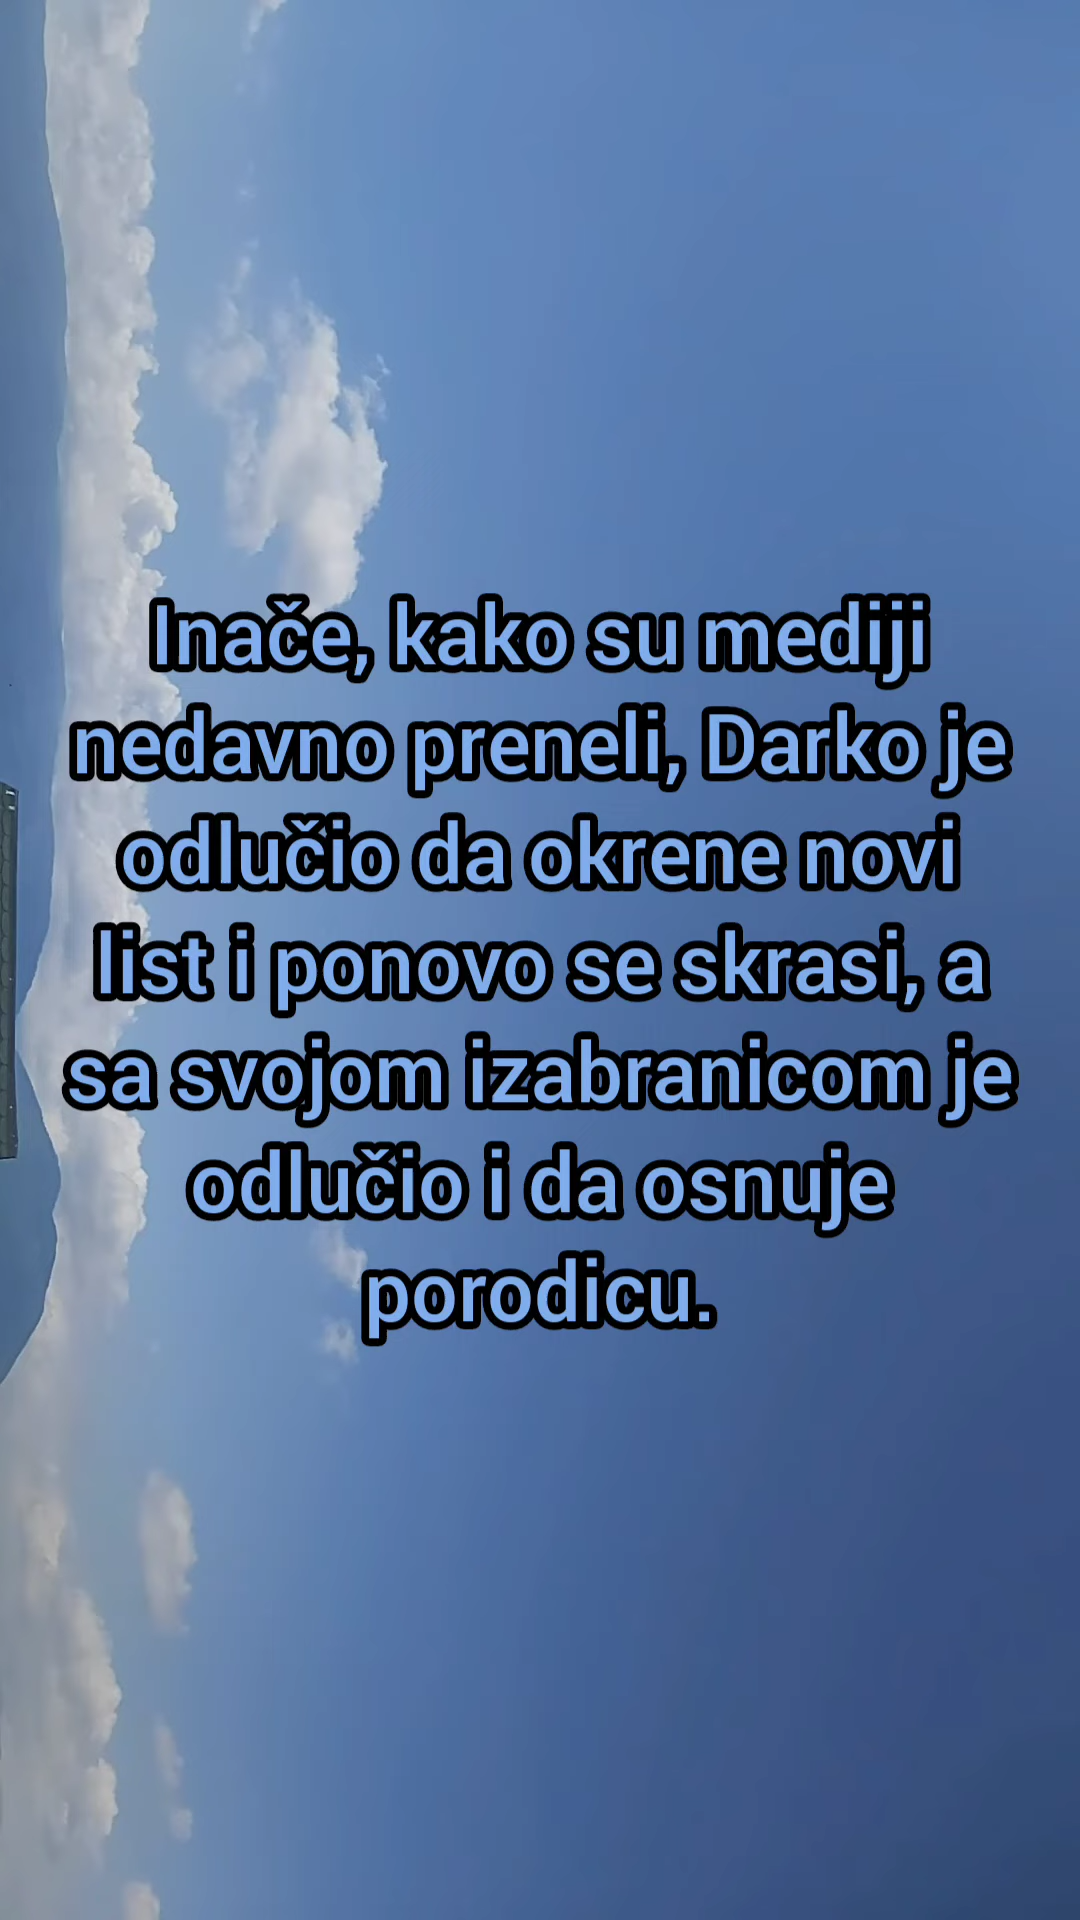 Inače, kako su mediji
nedavno preneli, Darko je
odlučio da okrene novi
list i ponovo se skrasi, a
sa svojom izabranicom je
odlučio i da osnuje
porodicu.